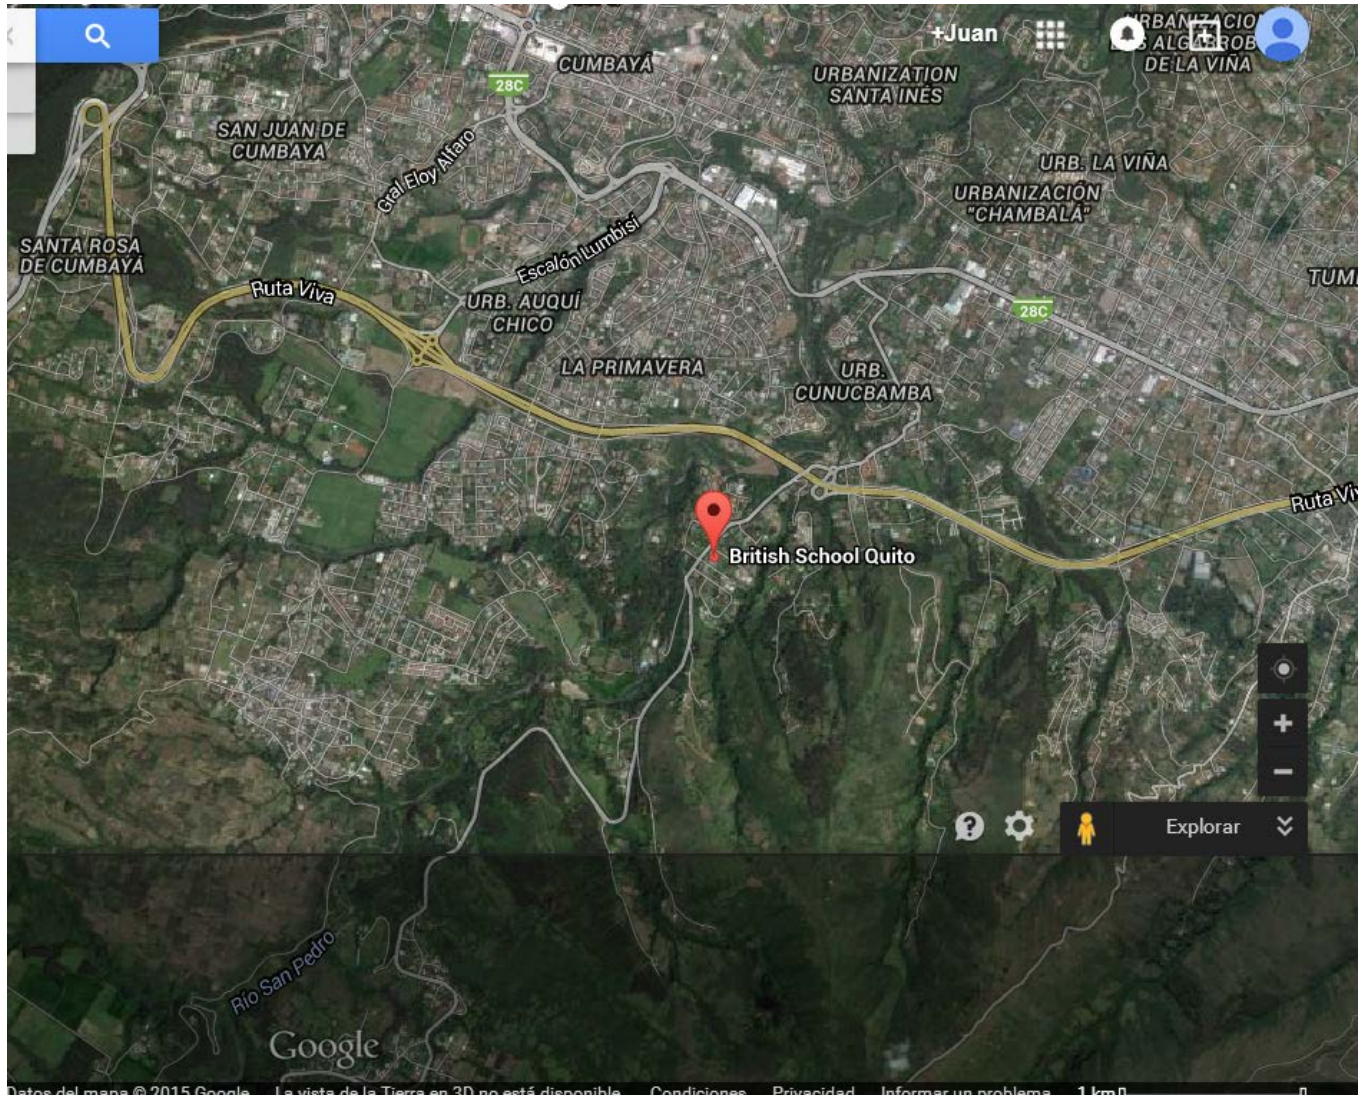 +Juan
CUMBAYÁ
28C
URBANIZATION
SANTA INÉS
DE LA VIÑA
SAN JUAN DE
CUMBAYA
Gral Eloy Alfaro
URB. LA VIÑA
URBANIZACIÓN
"CHAMBALÁ"
SANTA ROSA
DE CUMBAYÁ
Escalón Lumbisí
Ruta Viva
URB. AUQUÍ
CHICO
28C
LA PRIMAVERA
URB.
CUNUCBAMBA
British School Quito
Explorar
Río San Pedro
Google
Datos del mapa © 2015 Google La vista de la Tierra en 3D no está disponible Condiciones Privacidad Informar un problema 1 km